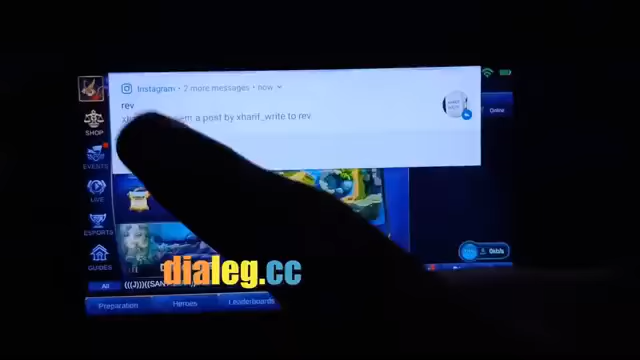 Instagram • 2 more messages • now
rev
a post by xharif_write to rev
Online
SHOP
EVENTS
LIVE
ESPORTS
GUIDES
dialeg.cc
All
Preparation
Heroes
Leaderboards